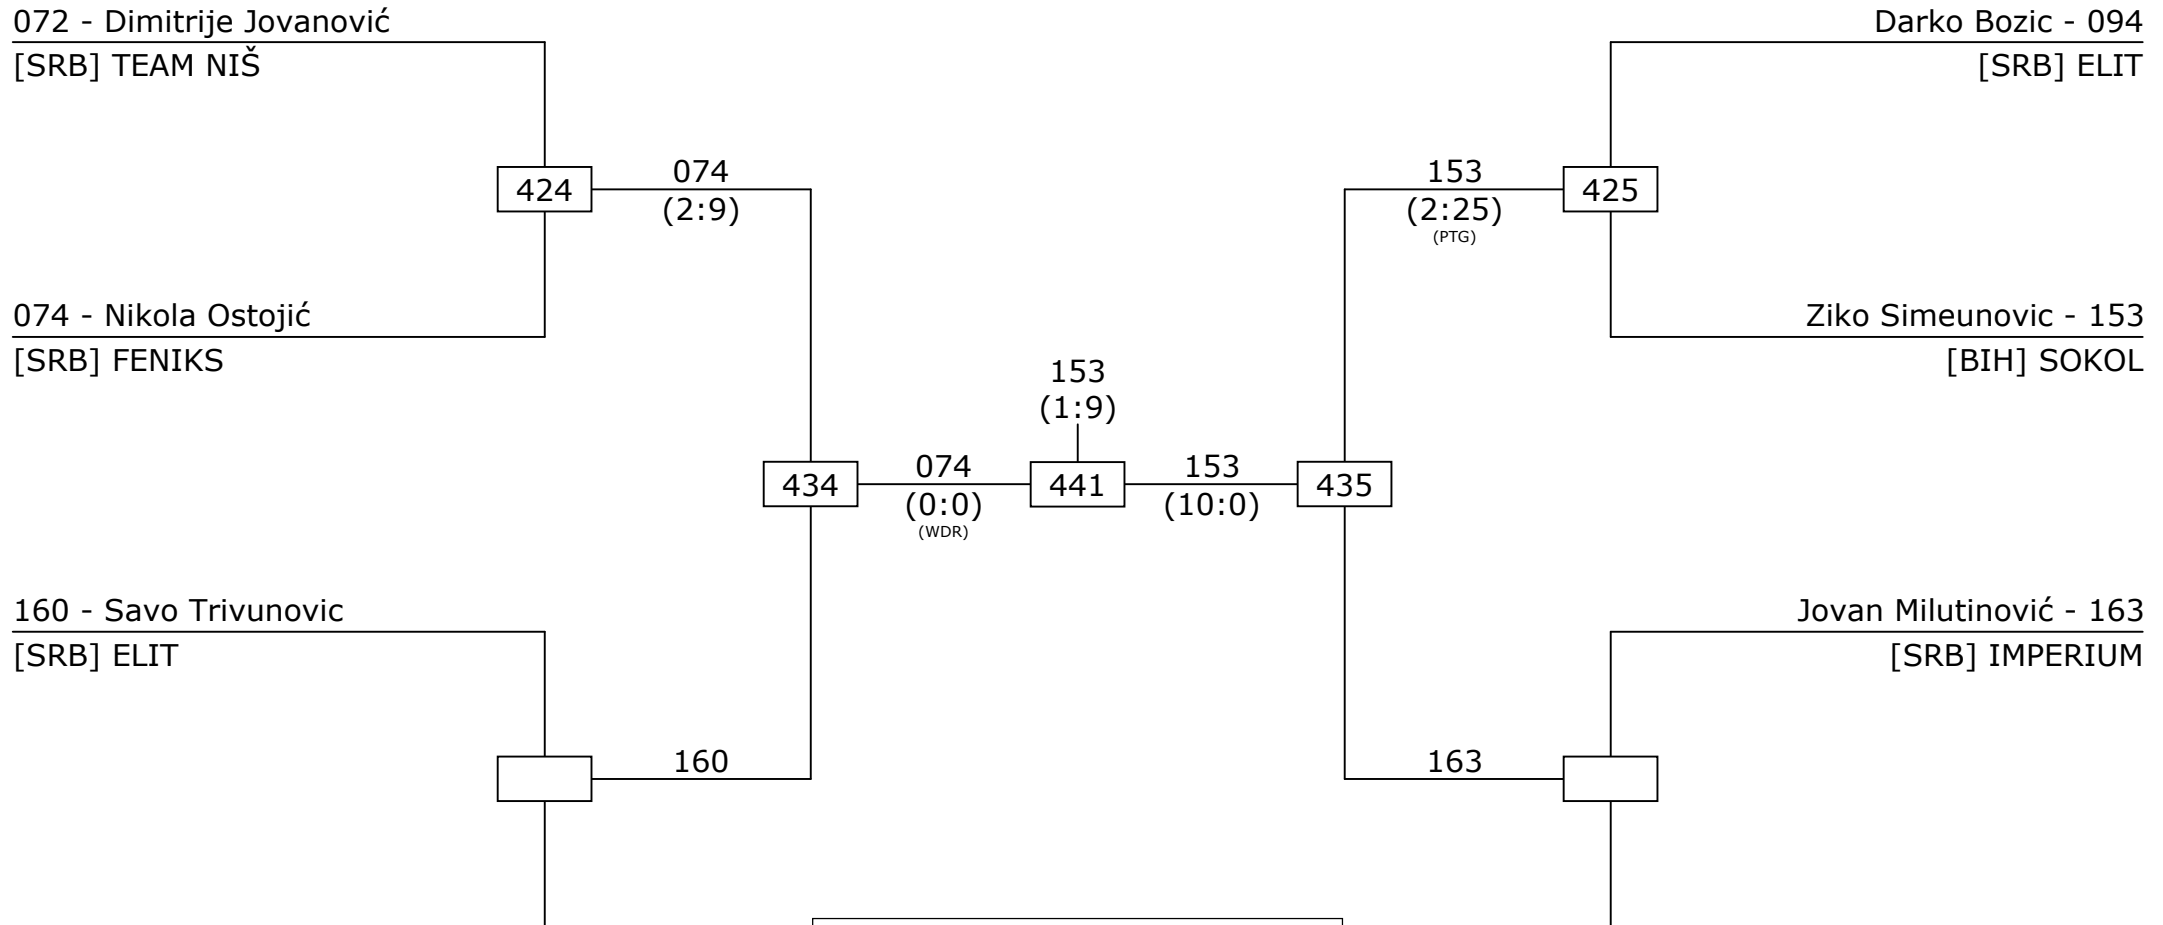 072 - Dimitrije Jovanović
[SRB] TEAM NIŠ
Darko Bozic - 094
[SRB] ELIT
424
074
(2:9)
153
(2:25)
(PTG)
425
074 - Nikola Ostojić
[SRB] FENIKS
Ziko Simeunovic - 153
[BIH] SOKOL
153
(1:9)
434
074
(0:0)
(WDR)
441
153
(10:0)
435
160 - Savo Trivunovic
[SRB] ELIT
Jovan Milutinović - 163
[SRB] IMPERIUM
160
163